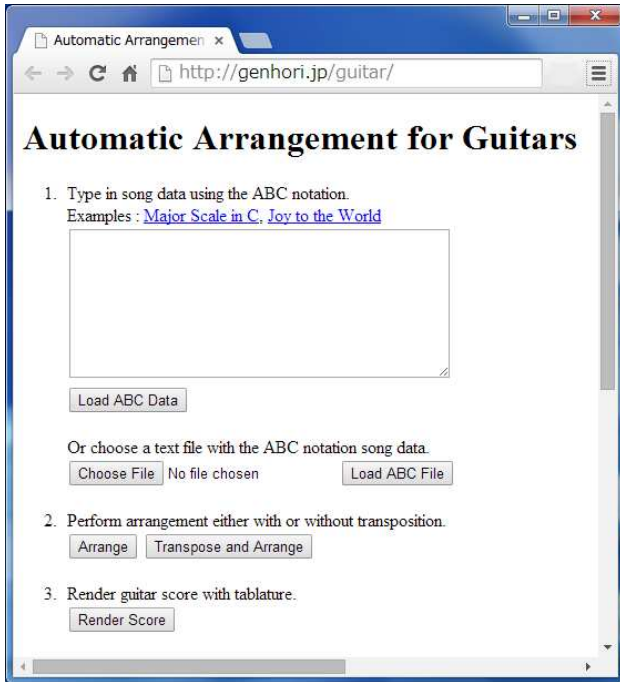 Automatic Arrangemen
http://genhori.jp/guitar/
Automatic Arrangement for Guitars
1. Type in song data using the ABC notation.
Examples : Major Scale in C, Joy to the World
Load ABC Data
Or choose a text file with the ABC notation song data.
Choose File No file chosen Load ABC File
2. Perform arrangement either with or without transposition.
Arrange Transpose and Arrange
3. Render guitar score with tablature.
Render Score